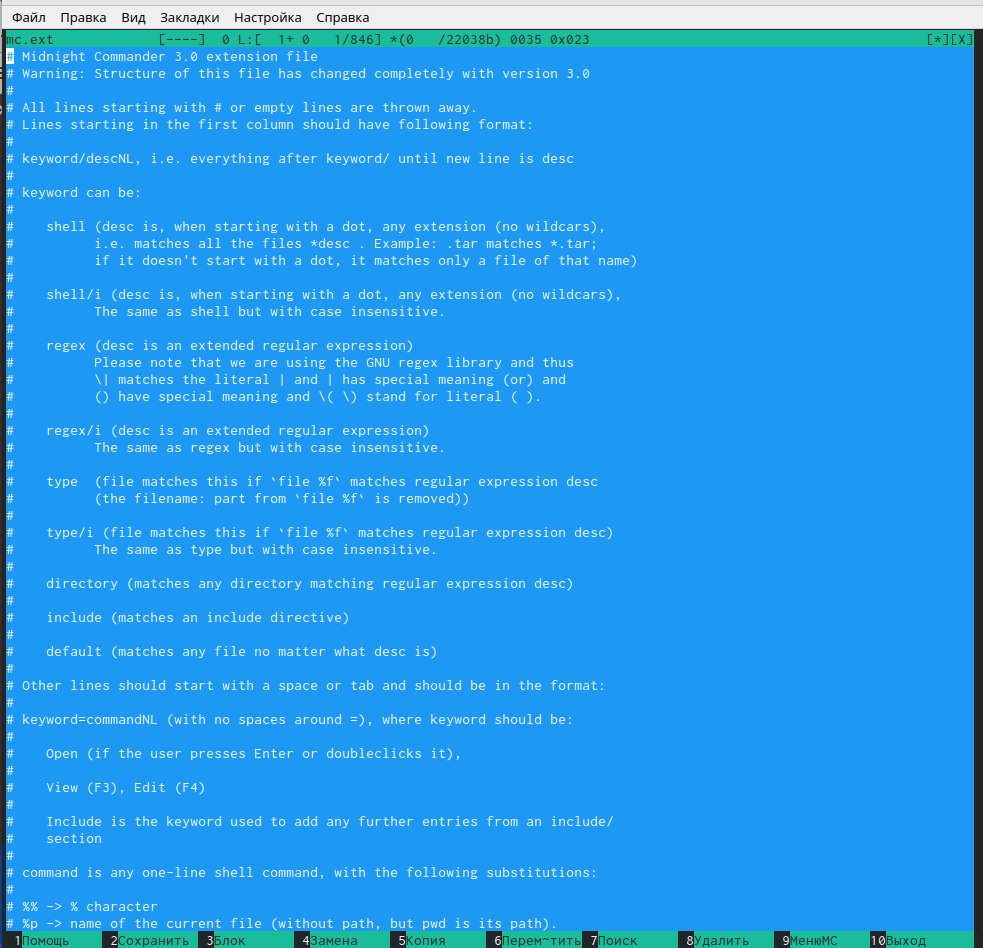 Файл Правка Вид Закладки Настройка Справка
mc.ext [----] 0 L:[ 1+ 0 1/846] *(0 /22038b) 0035 0x023 [*][X]
# Midnight Commander 3.0 extension file
# Warning: Structure of this file has changed completely with version 3.0
#
# All lines starting with # or empty lines are thrown away.
# Lines starting in the first column should have following format:
#
# keyword/descNL, i.e. everything after keyword/ until new line is desc
#
# keyword can be:
#
#    shell (desc is, when starting with a dot, any extension (no wildcars),
#          i.e. matches all the files *desc . Example: .tar matches *.tar;
#          if it doesn't start with a dot, it matches only a file of that name)
#
#    shell/i (desc is, when starting with a dot, any extension (no wildcars),
#          The same as shell but with case insensitive.
#
#    regex (desc is an extended regular expression)
#          Please note that we are using the GNU regex library and thus
#          \| matches the literal | and | has special meaning (or) and
#          () have special meaning and \( \) stand for literal ( ).
#
#    regex/i (desc is an extended regular expression)
#          The same as regex but with case insensitive.
#
#    type  (file matches this if `file %f` matches regular expression desc
#          (the filename: part from `file %f` is removed))
#
#    type/i (file matches this if `file %f` matches regular expression desc)
#          The same as type but with case insensitive.
#
#    directory (matches any directory matching regular expression desc)
#
#    include (matches an include directive)
#
#    default (matches any file no matter what desc is)
#
# Other lines should start with a space or tab and should be in the format:
#
# keyword=commandNL (with no spaces around =), where keyword should be:
#
#    Open (if the user presses Enter or doubleclicks it),
#
#    View (F3), Edit (F4)
#
#    Include is the keyword used to add any further entries from an include/
#    section
#
# command is any one-line shell command, with the following substitutions:
#
# %% -> % character
# %p -> name of the current file (without path, but pwd is its path).
1Помощь 2Сохранить 3Блок 4Замена 5Копия 6Перем~тить 7Поиск 8Удалить 9МенюMC 10Выход